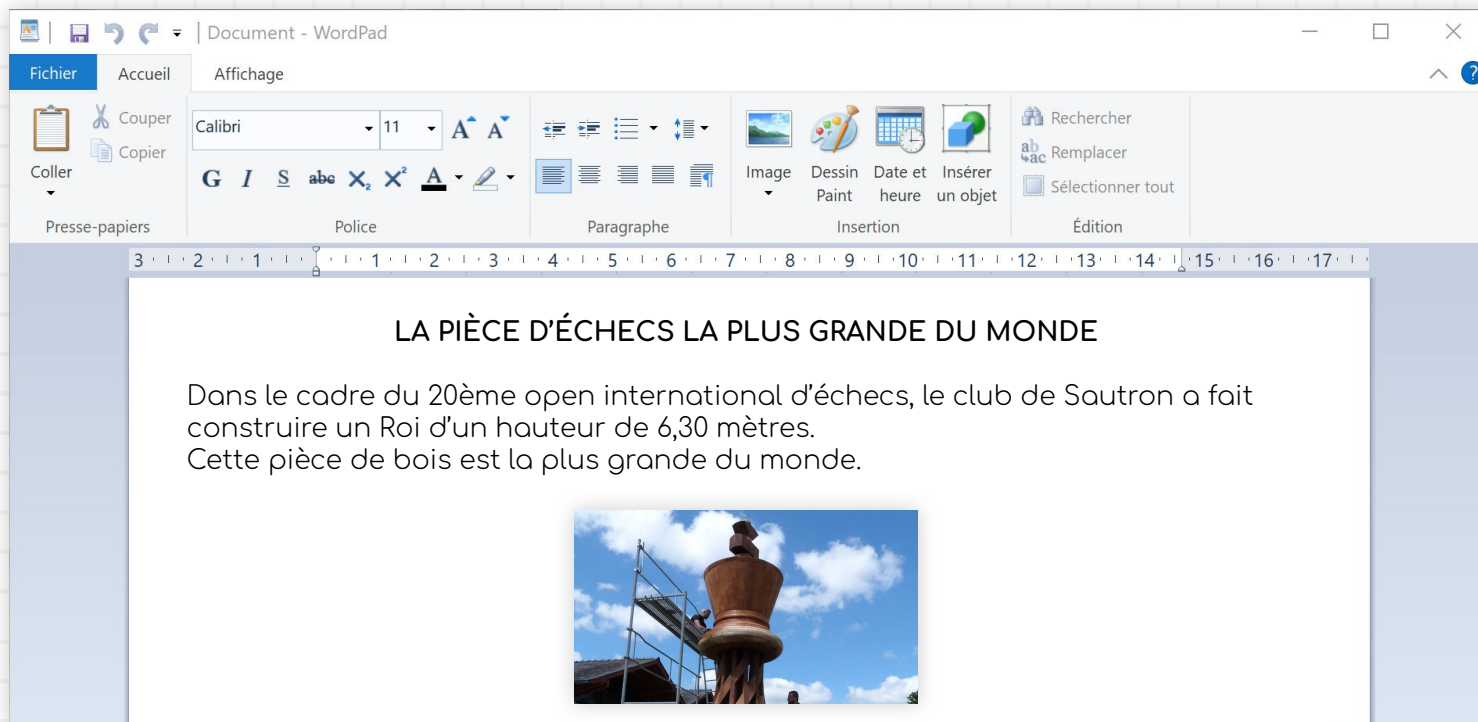 Document - WordPad
Fichier Accueil Affichage
Coller
Couper
Copier
Presse-papiers
Calibri 11 A A
G I S abc X₂ X² A
Police
Paragraphe
Image
Dessin Paint
Date et heure
Insérer un objet
Insertion
Rechercher
ab ac Remplacer
Sélectionner tout
Édition
3 2 1 1 2 3 4 5 6 7 8 9 10 11 12 13 14 15 16 17
LA PIÈCE D’ÉCHECS LA PLUS GRANDE DU MONDE
Dans le cadre du 20ème open international d’échecs, le club de Sautron a fait
construire un Roi d’un hauteur de 6,30 mètres.
Cette pièce de bois est la plus grande du monde.